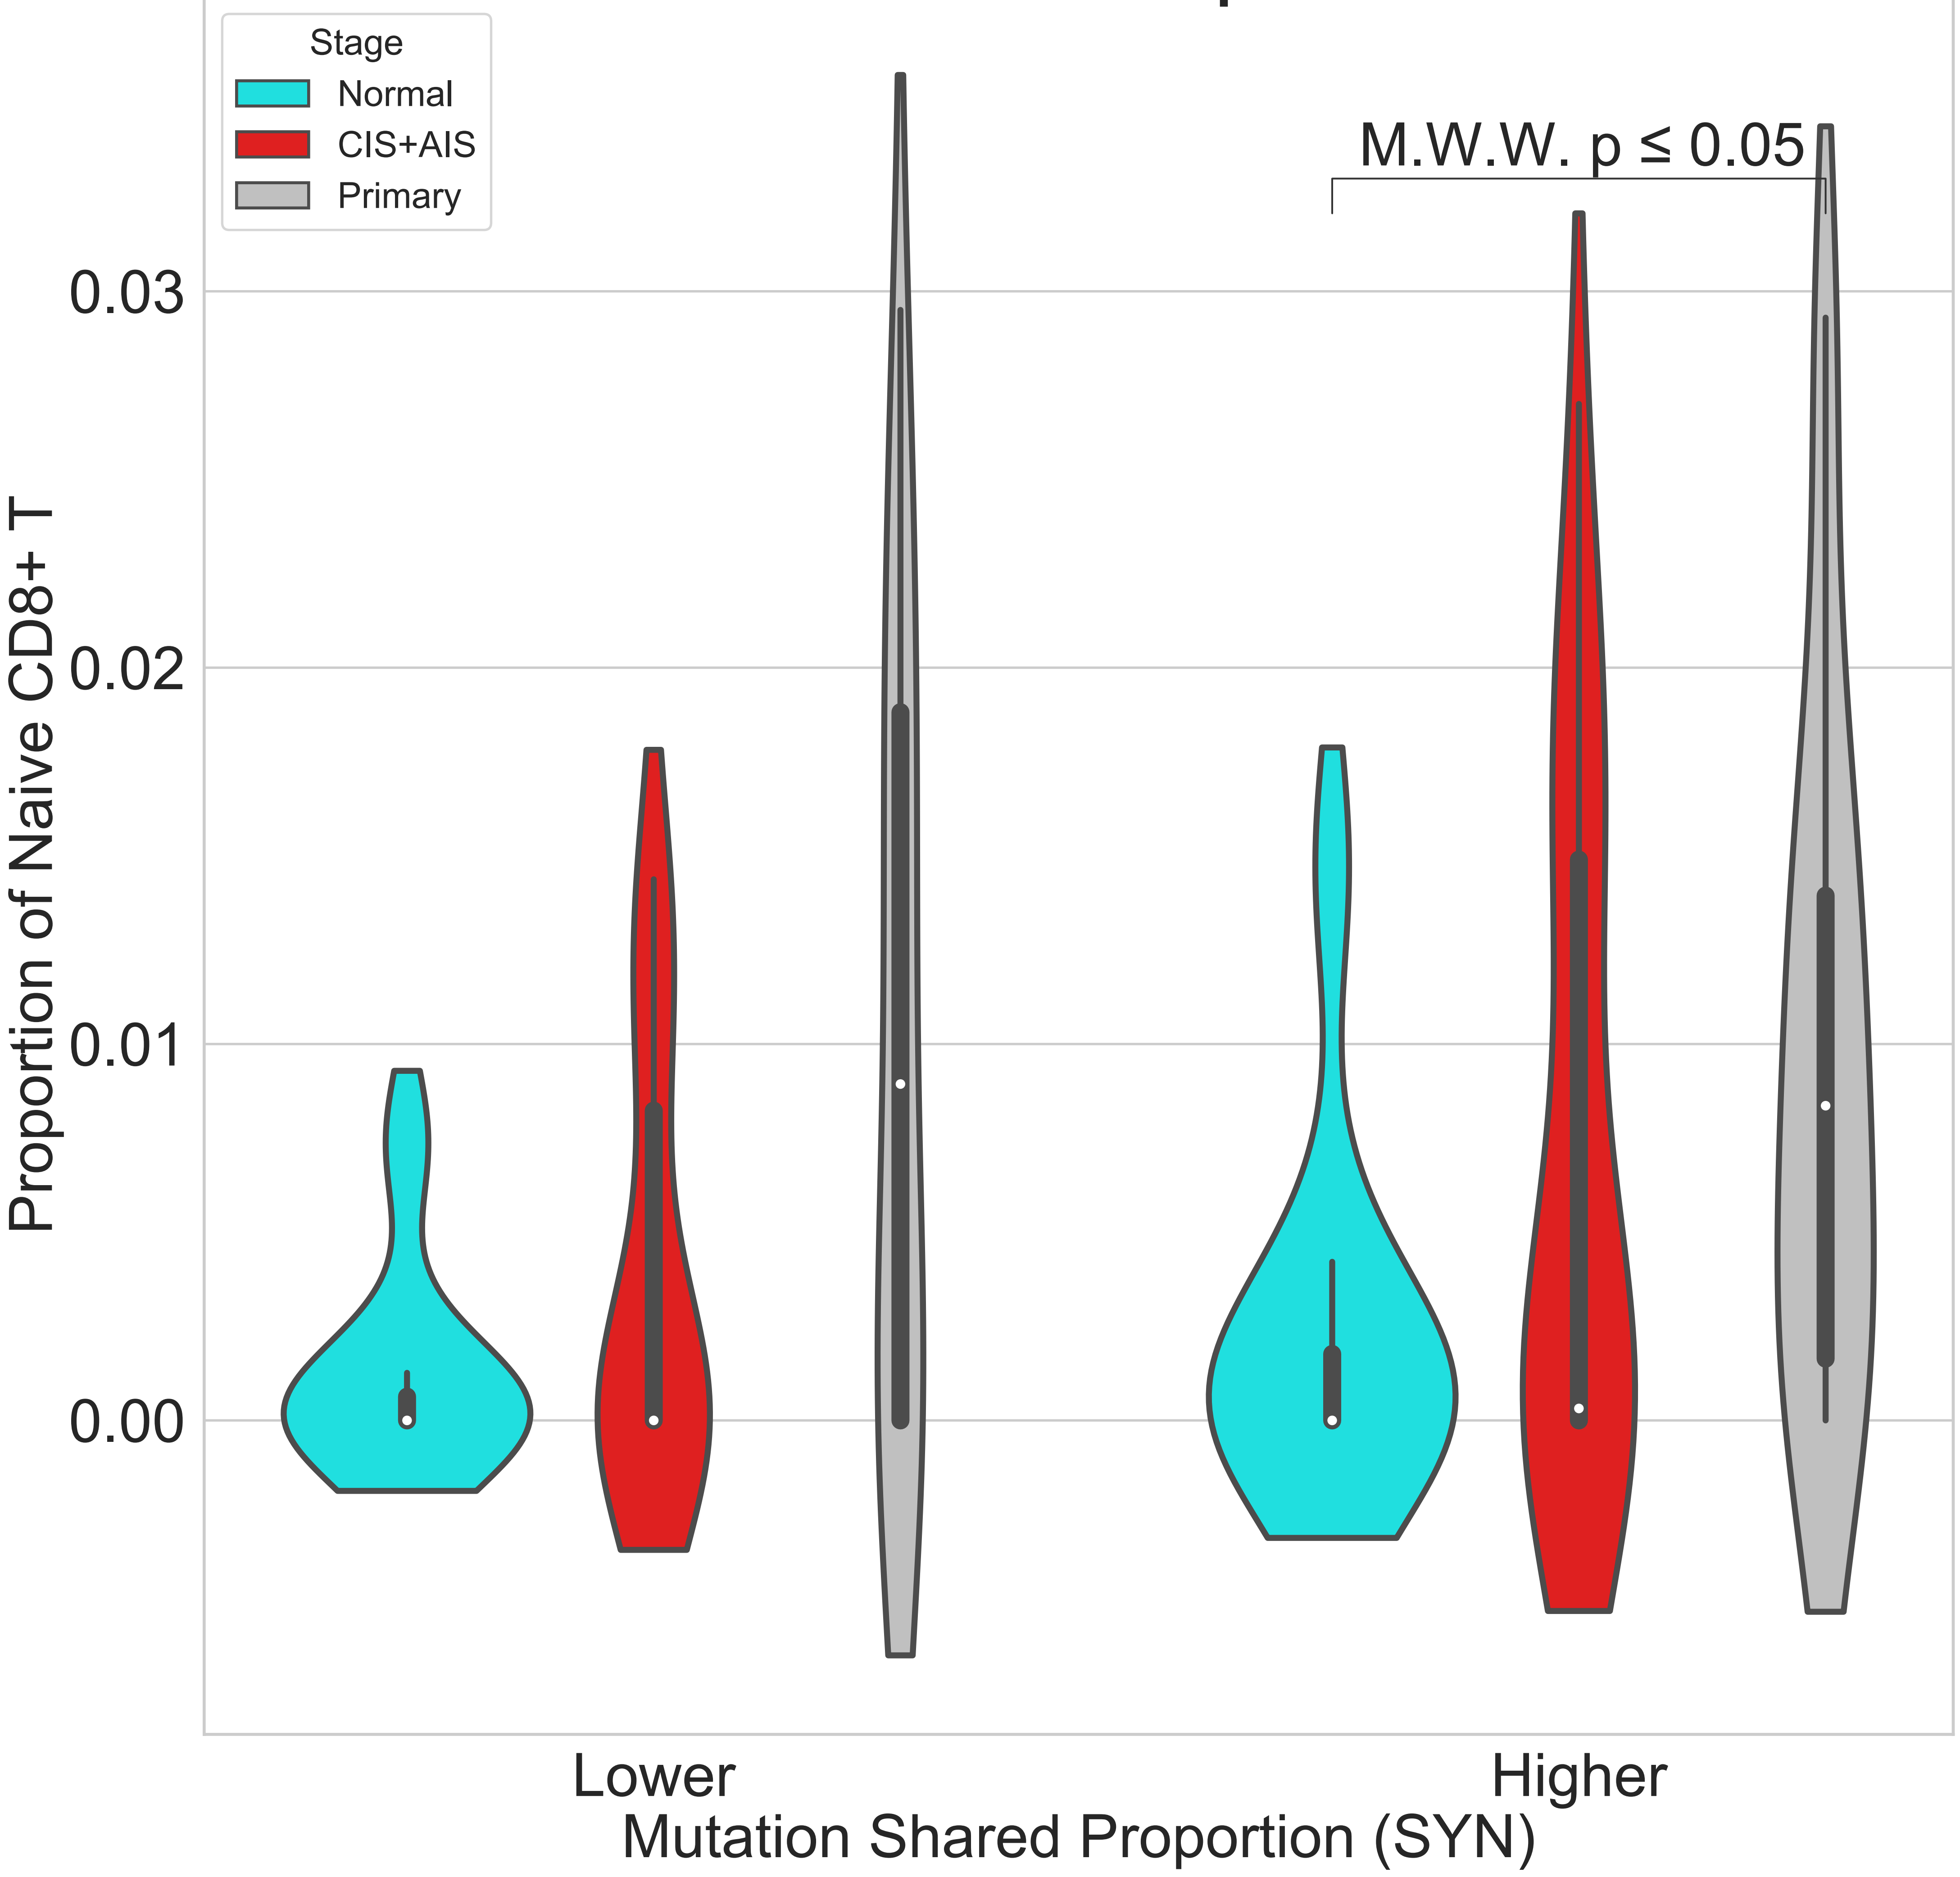 Stage
Normal
CIS+AIS
Primary
M.W.W. p ≤ 0.05
0.03
0.02
0.01
0.00
Proportion of Naive CD8+ T
Lower
Higher
Mutation Shared Proportion (SYN)